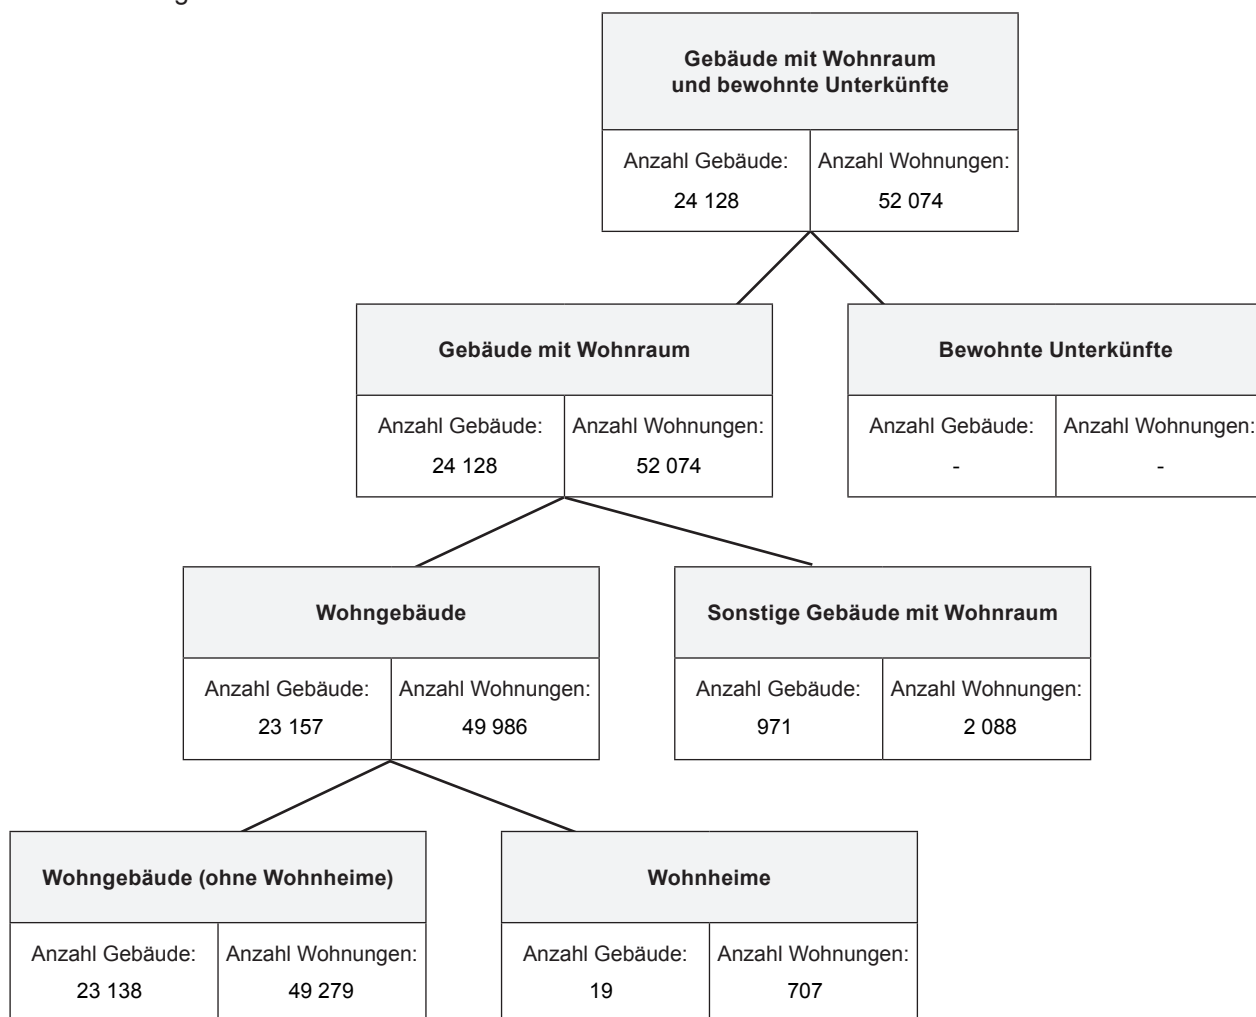 Gebäude mit Wohnraum
und bewohnte Unterkünfte
Anzahl Gebäude: Anzahl Wohnungen:
24 128 52 074
Gebäude mit Wohnraum
Anzahl Gebäude: Anzahl Wohnungen:
24 128 52 074
Bewohnte Unterkünfte
Anzahl Gebäude: Anzahl Wohnungen:
- -
Wohngebäude
Anzahl Gebäude: Anzahl Wohnungen:
23 157 49 986
Sonstige Gebäude mit Wohnraum
Anzahl Gebäude: Anzahl Wohnungen:
971 2 088
Wohngebäude (ohne Wohnheime)
Anzahl Gebäude: Anzahl Wohnungen:
23 138 49 279
Wohnheime
Anzahl Gebäude: Anzahl Wohnungen:
19 707